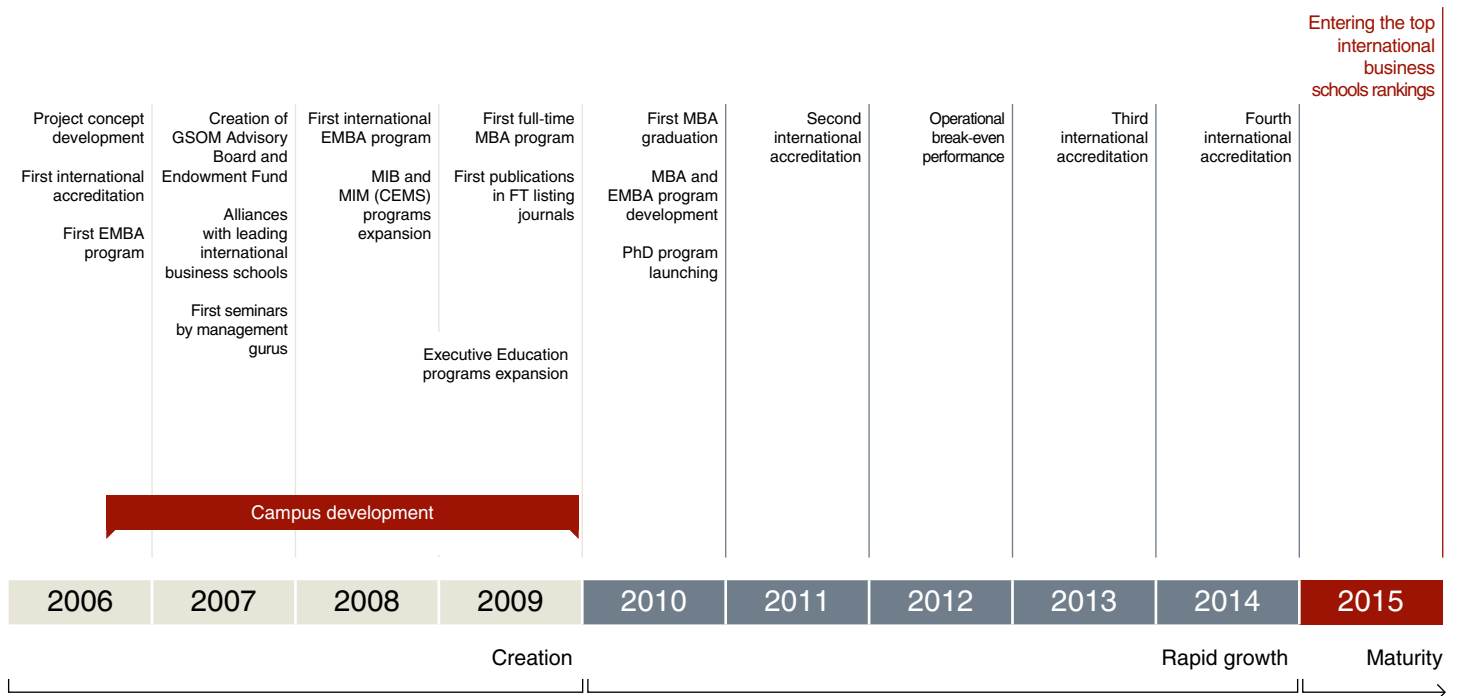 Entering the top
international
business
schools rankings
Project concept
development
First international
accreditation
First EMBA
program
Creation of
GSOM Advisory
Board and
Endowment Fund
Alliances
with leading
international
business schools
First seminars
by management
gurus
First international
EMBA program
MIB and
MIM (CEMS)
programs
expansion
First full-time
MBA program
First publications
in FT listing
journals
Executive Education
programs expansion
First MBA
graduation
MBA and
EMBA program
development
PhD program
launching
Second
international
accreditation
Operational
break-even
performance
Third
international
accreditation
Fourth
international
accreditation
Campus development
2006
2007
2008
2009
2010
2011
2012
2013
2014
2015
Creation
Rapid growth
Maturity